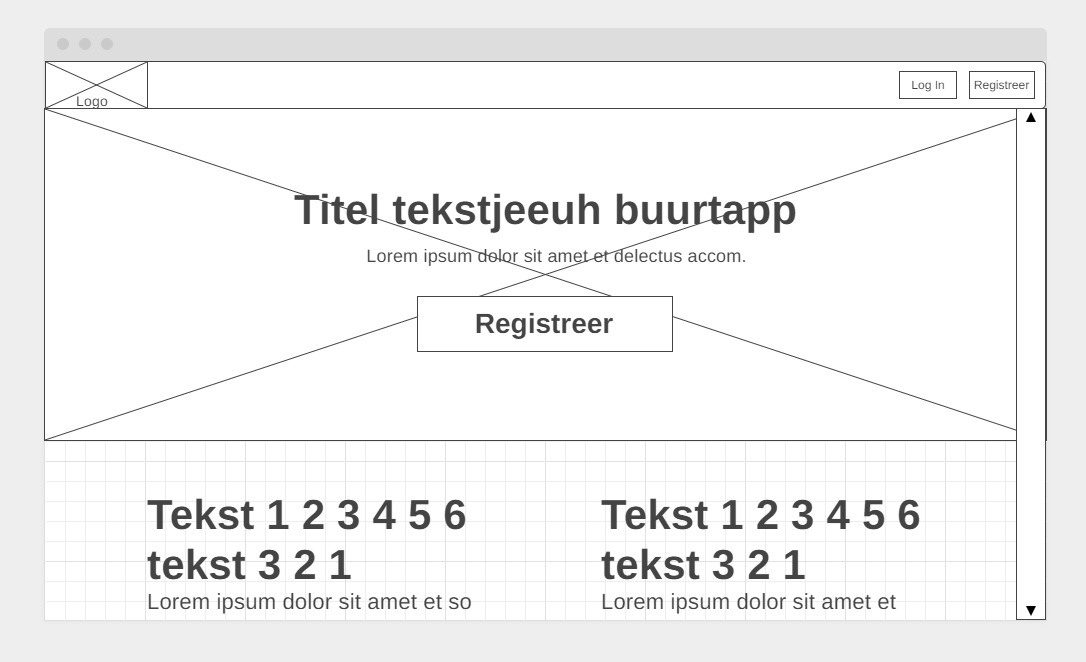 Logo
Log In
Registreer
Titel tekstjeeuh buurtapp
Lorem ipsum dolor sit amet et delectus accom.
Registreer
Tekst 1 2 3 4 5 6
tekst 3 2 1
Lorem ipsum dolor sit amet et so
Tekst 1 2 3 4 5 6
tekst 3 2 1
Lorem ipsum dolor sit amet et